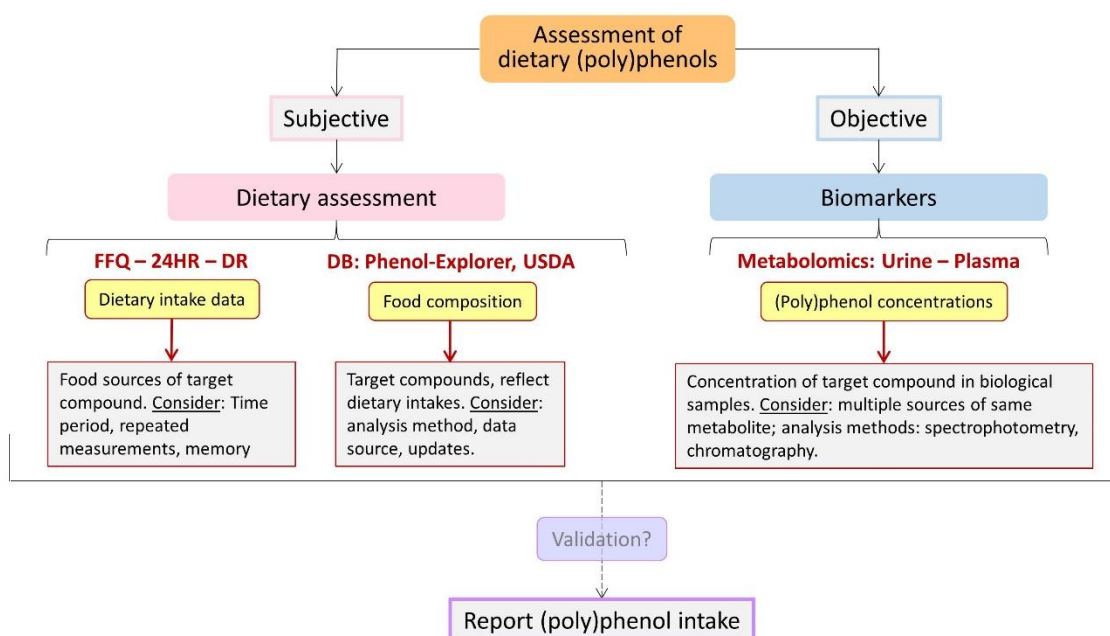 Assessment of
dietary (poly)phenols
Subjective
Objective
Dietary assessment
Biomarkers
FFQ – 24HR – DR
DB: Phenol-Explorer, USDA
Metabolomics: Urine – Plasma
Dietary intake data
Food composition
(Poly)phenol concentrations
Food sources of target
compound. Consider: Time
period, repeated
measurements, memory
Target compounds, reflect
dietary intakes. Consider:
analysis method, data
source, updates.
Concentration of target compound in biological
samples. Consider: multiple sources of same
metabolite; analysis methods: spectrophotometry,
chromatography.
Validation?
Report (poly)phenol intake